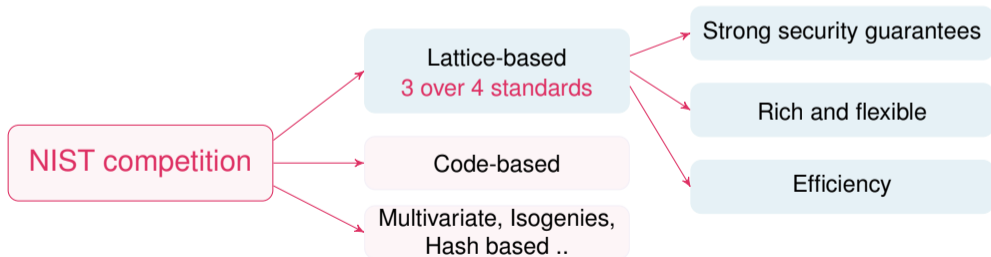 NIST competition
Lattice-based
3 over 4 standards
Code-based
Multivariate, Isogenies,
Hash based ..
Strong security guarantees
Rich and flexible
Efficiency